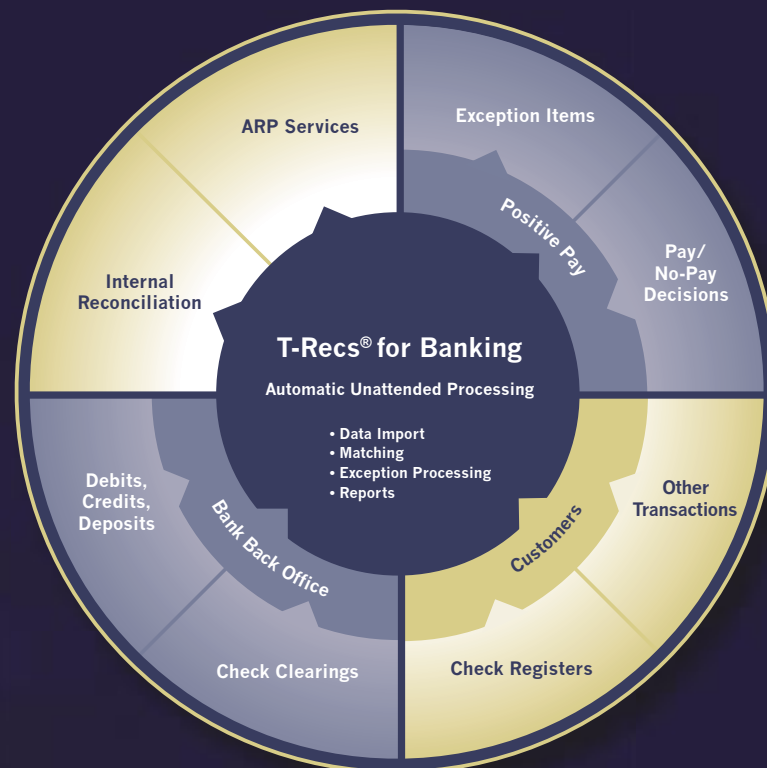 ARP Services
Exception Items
Positive Pay
Pay/
No-Pay
Decisions
Internal
Reconciliation
T-Recs® for Banking
Automatic Unattended Processing
• Data Import
• Matching
• Exception Processing
• Reports
Debits,
Credits,
Deposits
Bank Back Office
Check Clearings
Customers
Other
Transactions
Check Registers